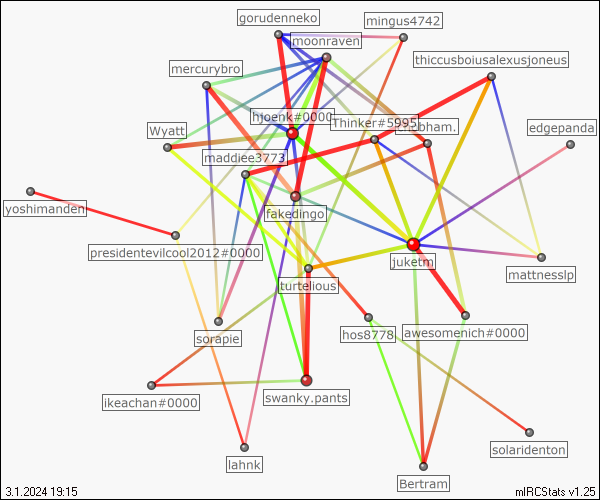 gorudenneko
mingus4742
moonraven
thiccusboiusalexusjoneus
mercurybro
hjoenk#0000
Thinker#5995
bham.
Wyatt
edgepanda
maddiee3773
yoshimanden
fakedingo
presidentevilcool2012#0000
juketm
mattnesslp
turtelious
sorapie
hos8778
awesomenich#0000
swanky.pants
ikeachan#0000
solaridenton
lahnk
Bertram
3.1.2024 19:15
mIRCStats v1.25